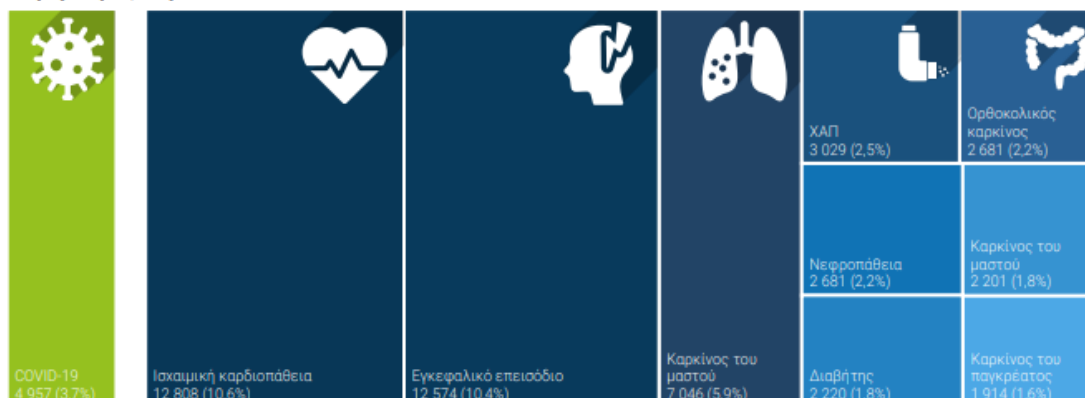 COVID-19
4 957 (3,7%)
Ισχαιμική καρδιοπάθεια
12 808 (10,6%)
Εγκεφαλικό επεισόδιο
12 574 (10,4%)
Καρκίνος του
μαστού
7 046 (5,9%)
ΧΑΠ
3 029 (2,5%)
Ορθοκολικός
καρκίνος
2 681 (2,2%)
Νεφροπάθεια
2 681 (2,2%)
Καρκίνος του
μαστού
2 201 (1,8%)
Διαβήτης
2 220 (1,8%)
Καρκίνος του
παγκρέατος
1 914 (1,6%)